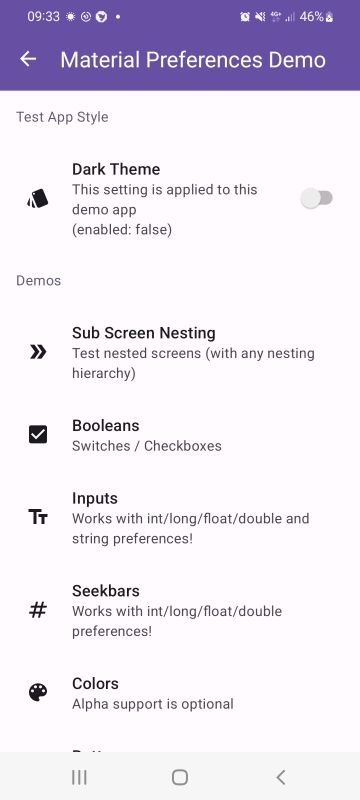 09:33
4G+
46%
Material Preferences Demo
Test App Style
Dark Theme
This setting is applied to this
demo app
(enabled: false)
Demos
Sub Screen Nesting
Test nested screens (with any nesting
hierarchy)
Booleans
Switches / Checkboxes
Inputs
Works with int/long/float/double and
string preferences!
Seekbars
Works with int/long/float/double
preferences!
Colors
Alpha support is optional